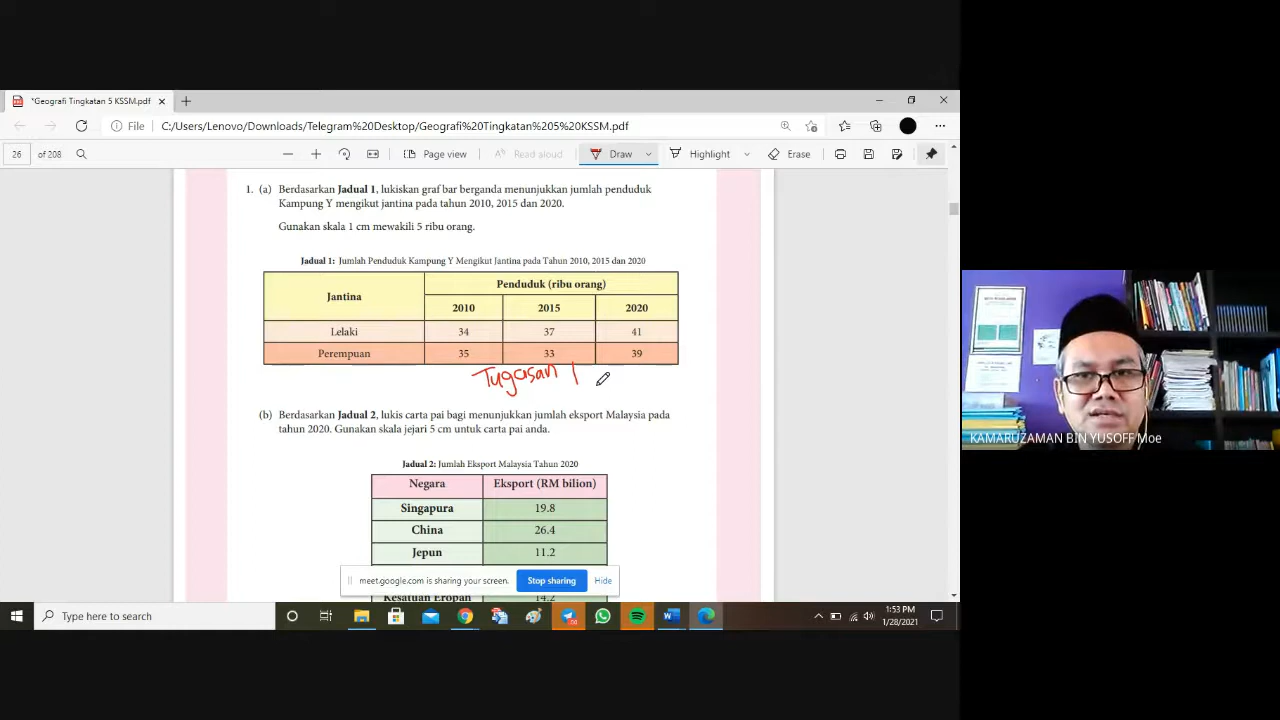 *Geografi Tingkatan 5 KSSM.pdf
File
C:/Users/Lenovo/Downloads/Telegram%20Desktop/Geografi%20Tingkatan%205%20KSSM.pdf
26 of 208
Page view
Read aloud
Draw
Highlight
Erase
1. (a) Berdasarkan Jadual 1, lukiskan graf bar berganda menunjukkan jumlah penduduk
Kampung Y mengikut jantina pada tahun 2010, 2015 dan 2020.
Gunakan skala 1 cm mewakili 5 ribu orang.
Jadual 1: Jumlah Penduduk Kampung Y Mengikut Jantina pada Tahun 2010, 2015 dan 2020
Jantina
Penduduk (ribu orang)
2010 2015 2020
Lelaki 34 37 41
Perempuan 35 33 39
Tugasan 1
(b) Berdasarkan Jadual 2, lukis carta pai bagi menunjukkan jumlah eksport Malaysia pada
tahun 2020. Gunakan skala jejari 5 cm untuk carta pai anda.
Jadual 2: Jumlah Eksport Malaysia Tahun 2020
Negara Eksport (RM bilion)
Singapura 19.8
China 26.4
Jepun 11.2
meet.google.com is sharing your screen.
Stop sharing
Hide
Kesatuan Eropah 14.2
Type here to search
1:53 PM
1/28/2021
KAMARUZAMAN BIN YUSOFF Moe